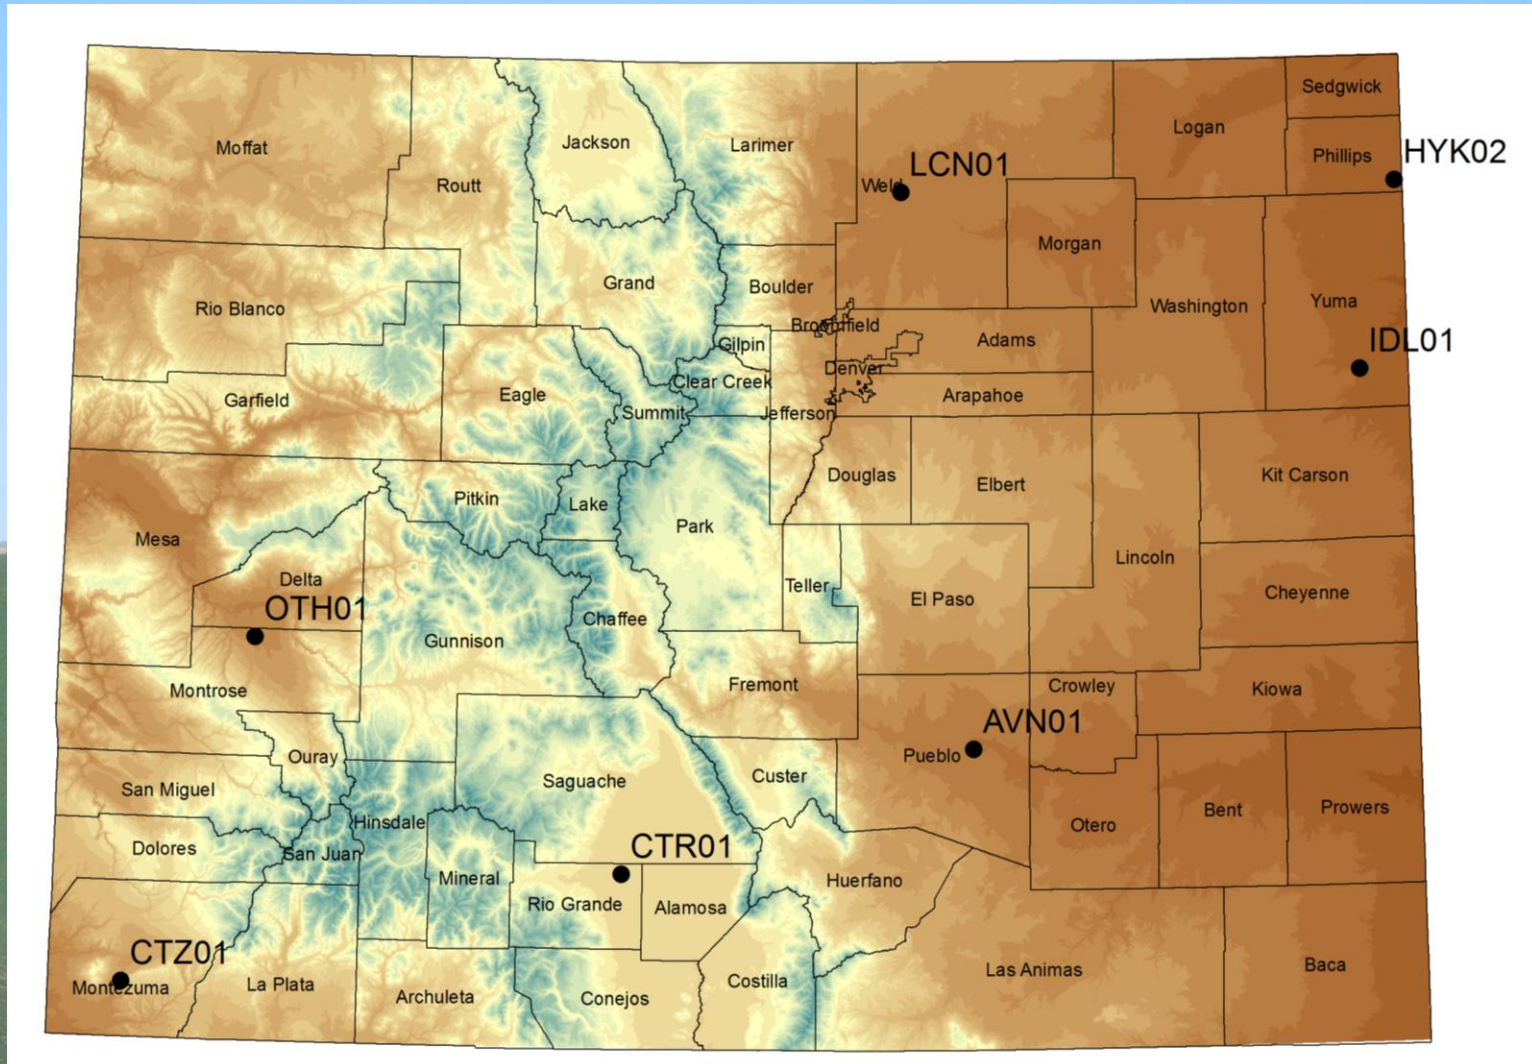 Sedgwick
Moffat
Jackson
Larimer
Logan
Phillips
HYK02
Routt
Weld
LCN01
Morgan
Rio Blanco
Grand
Boulder
Washington
Yuma
Broomfield
Gilpin
Adams
IDL01
Garfield
Eagle
Clear Creek
Denver
Summit
Jefferson
Arapahoe
Pitkin
Lake
Douglas
Elbert
Kit Carson
Mesa
Park
Lincoln
Delta
Teller
El Paso
Cheyenne
OTH01
Gunnison
Chaffee
Montrose
Fremont
Crowley
Kiowa
Ouray
AVN01
Pueblo
San Miguel
Saguache
Custer
Hinsdale
Otero
Bent
Prowers
Dolores
San Juan
CTR01
Mineral
Rio Grande
Alamosa
Huerfano
CTZ01
Montezuma
La Plata
Archuleta
Conejos
Costilla
Las Animas
Baca